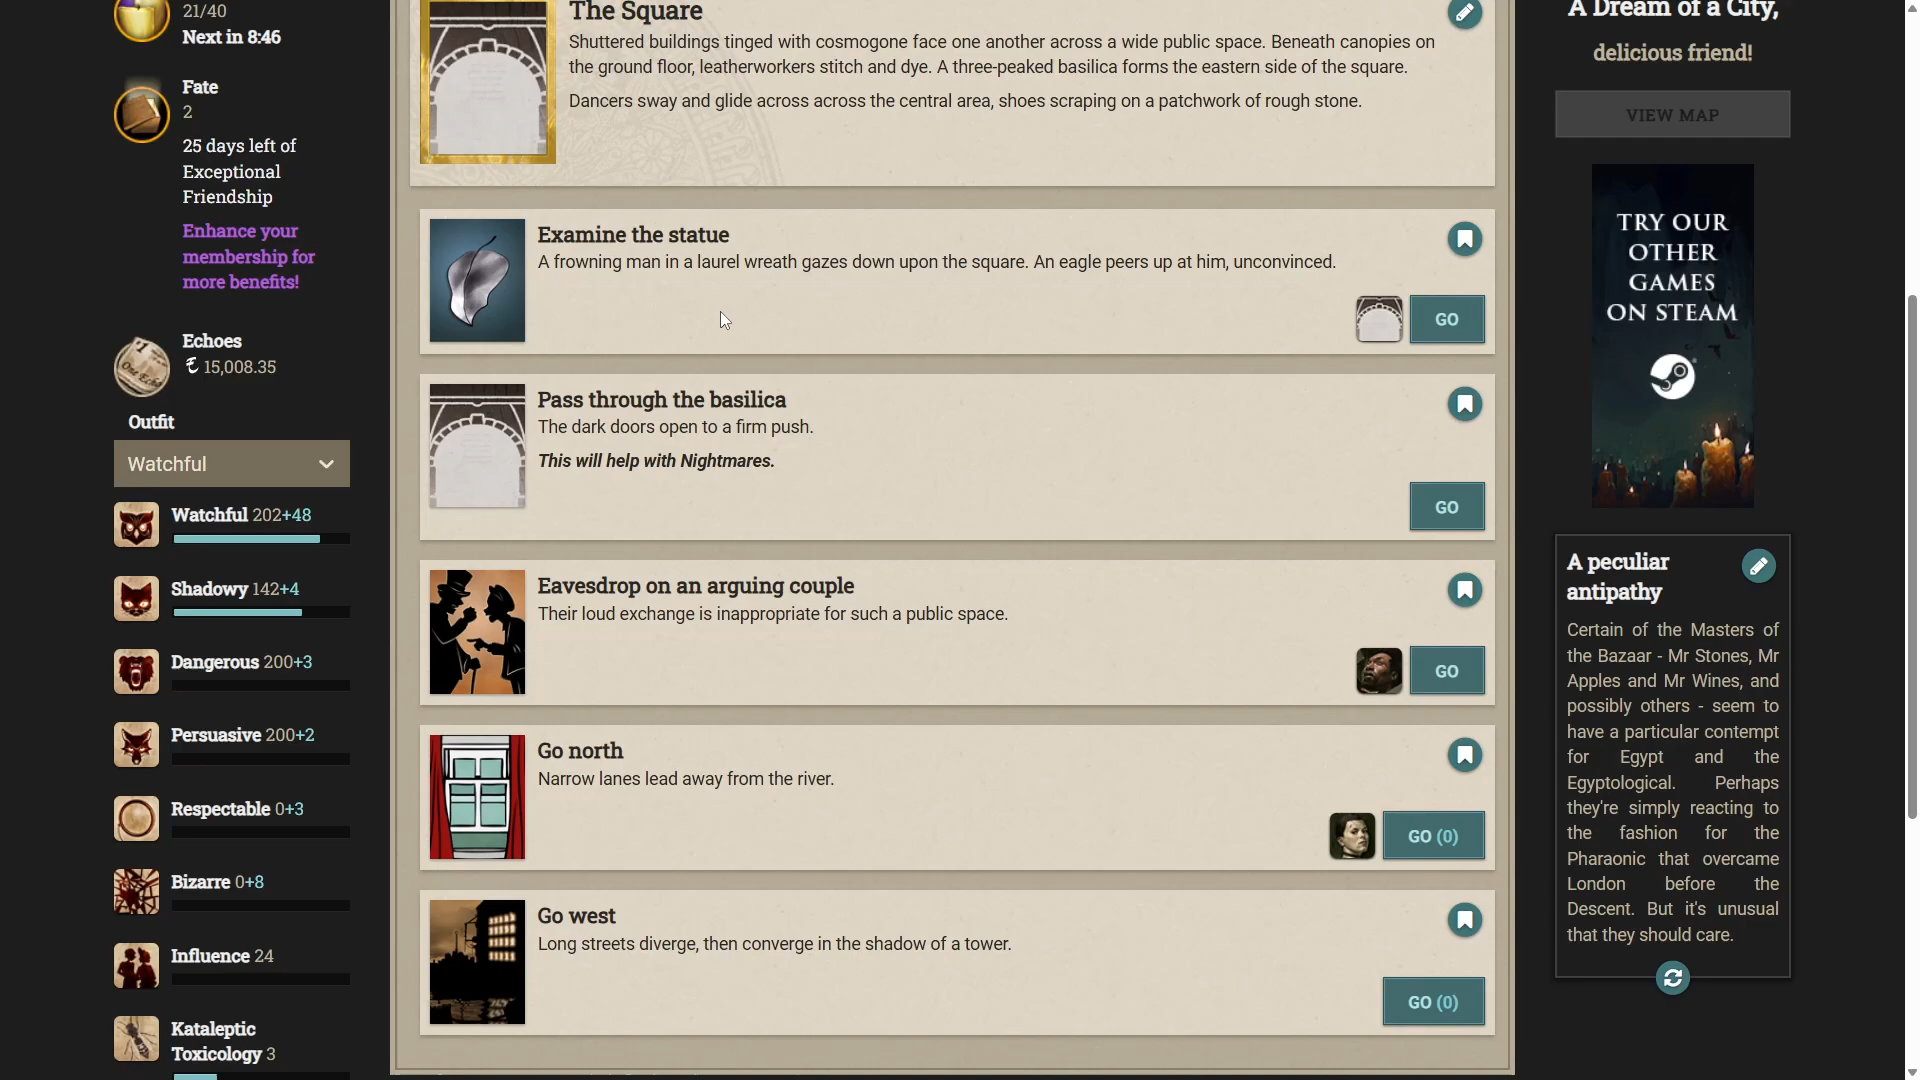 21/40
Next in 8:46
Fate
2
25 days left of
Exceptional
Friendship
Enhance your
membership for
more benefits!
Echoes
15,008.35
Outfit
Watchful
Watchful 202+48
Shadowy 142+4
Dangerous 200+3
Persuasive 200+2
Respectable 0+3
Bizarre 0+8
Influence 24
Kataleptic
Toxicology 3
The Square
Shuttered buildings tinged with cosmogone face one another across a wide public space. Beneath canopies on
the ground floor, leatherworkers stitch and dye. A three-peaked basilica forms the eastern side of the square.
Dancers sway and glide across across the central area, shoes scraping on a patchwork of rough stone.
Examine the statue
A frowning man in a laurel wreath gazes down upon the square. An eagle peers up at him, unconvinced.
GO
Pass through the basilica
The dark doors open to a firm push.
This will help with Nightmares.
GO
Eavesdrop on an arguing couple
Their loud exchange is inappropriate for such a public space.
GO
Go north
Narrow lanes lead away from the river.
GO (0)
Go west
Long streets diverge, then converge in the shadow of a tower.
GO (0)
A Dream of a City,
delicious friend!
VIEW MAP
TRY OUR
OTHER
GAMES
ON STEAM
A peculiar
antipathy
Certain of the Masters of
the Bazaar - Mr Stones, Mr
Apples and Mr Wines, and
possibly others - seem to
have a particular contempt
for Egypt and the
Egyptological. Perhaps
they're simply reacting to
the fashion for the
Pharaonic that overcame
London before the
Descent. But it's unusual
that they should care.